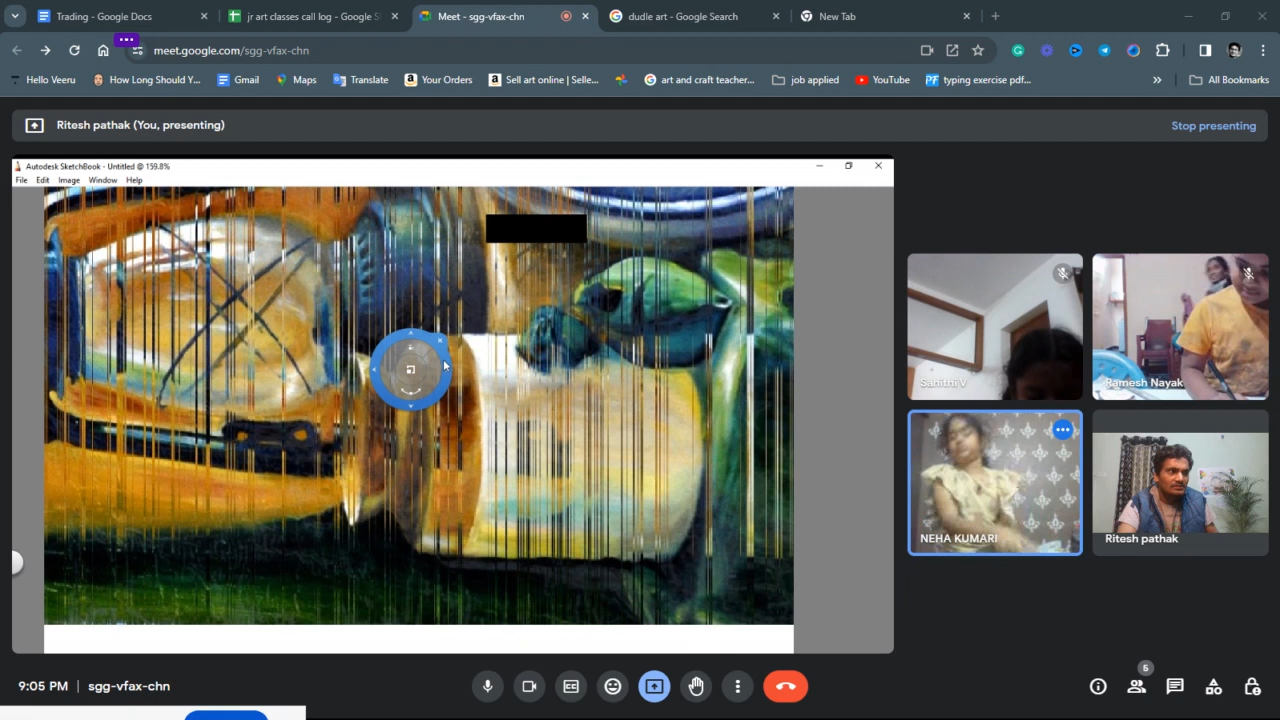 Trading - Google Docs
jr art classes call log - Google S
Meet - sgg-vfax-chn
dudle art - Google Search
New Tab
meet.google.com/sgg-vfax-chn
Hello Veeru
How Long Should Y...
Gmail
Maps
Translate
Your Orders
Sell art online | Selle...
art and craft teacher...
job applied
YouTube
typing exercise pdf...
All Bookmarks
Ritesh pathak (You, presenting)
Stop presenting
Autodesk SketchBook - Untitled @ 159.8%
File Edit Image Window Help
Sahithi V
Ramesh Nayak
NEHA KUMARI
Ritesh pathak
9:05 PM | sgg-vfax-chn
5